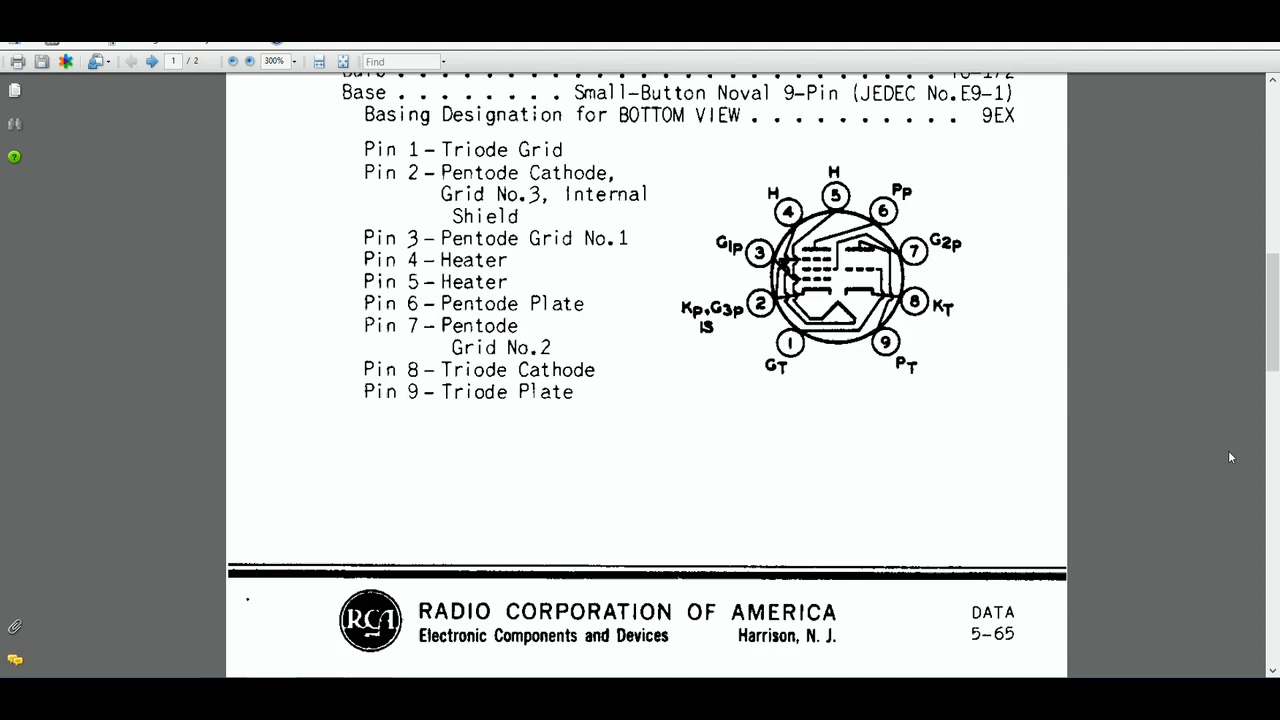 1 / 2
300%
Find
Base . . . . . . . . Small-Button Noval 9-Pin (JEDEC No.E9-1)
Basing Designation for BOTTOM VIEW . . . . . . . . . . 9EX
Pin 1-Triode Grid
Pin 2-Pentode Cathode,
Grid No.3, Internal
Shield
Pin 3-Pentode Grid No.1
Pin 4-Heater
Pin 5-Heater
Pin 6-Pentode Plate
Pin 7-Pentode
Grid No.2
Pin 8-Triode Cathode
Pin 9-Triode Plate
H
H
5
PP
4
6
G1P
3
7
G2P
KP,G3P
IS
2
8
KT
1
9
GT
PT
RCA
RADIO CORPORATION OF AMERICA
Electronic Components and Devices
Harrison, N. J.
DATA
5-65